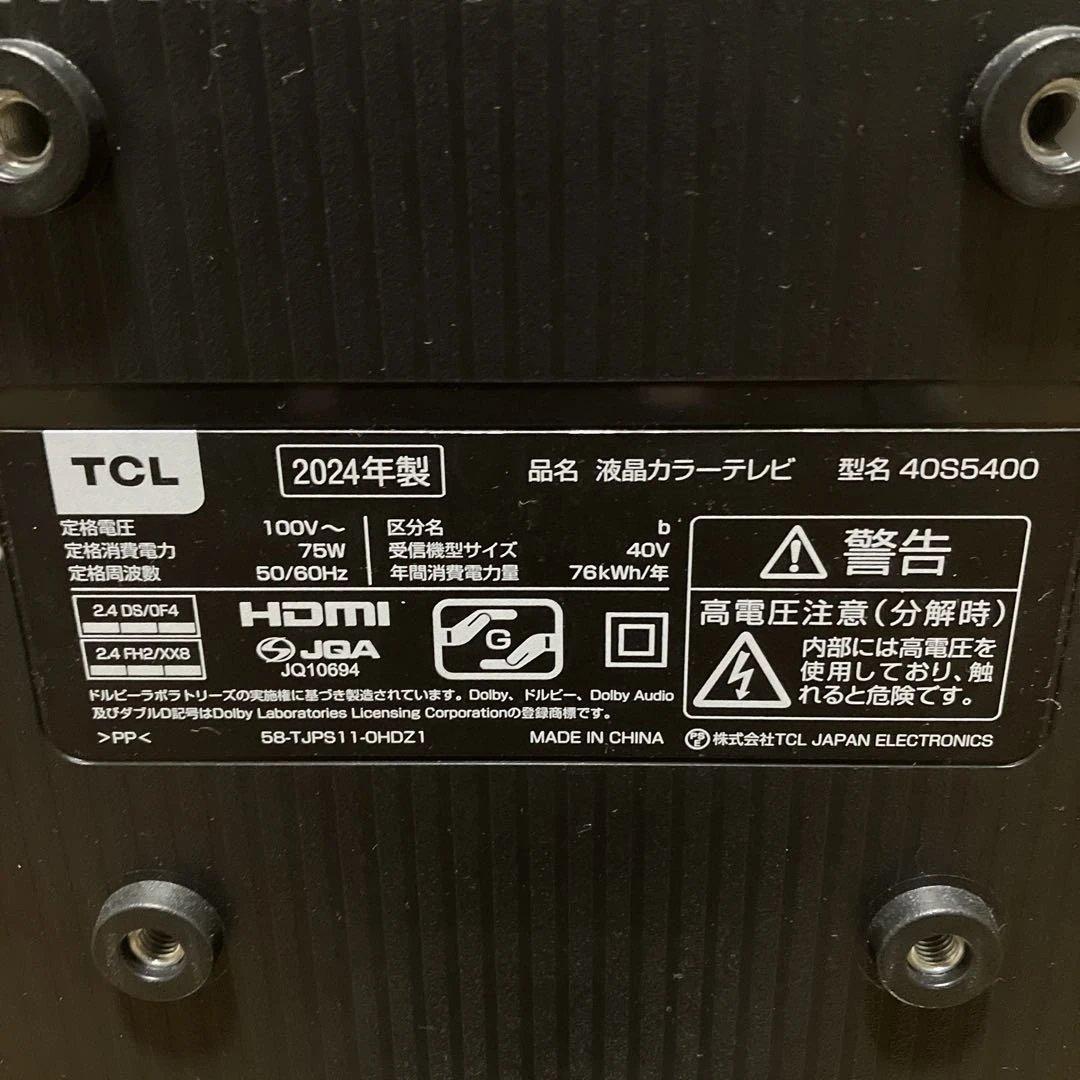 TCL 2024年製 品名 液晶カラーテレビ 型名 40S5400
定格電圧 100V～
定格消費電力 75W
定格周波数 50/60Hz
区分名 b
受信機型サイズ 40V
年間消費電力量 76kWh/年
2.4 DS/OF4
2.4 FH2/XX8
HDMI
JQA
JQ10694
G
警告
高電圧注意(分解時)
内部には高電圧を
使用しており、触
れると危険です。
ドルビーラボラトリーズの実施権に基づき製造されています。Dolby、ドルビー、Dolby Audio
及びダブルD記号はDolby Laboratories Licensing Corporationの登録商標です。
>PP< 58-TJPS11-0HDZ1 MADE IN CHINA PSE 株式会社TCL JAPAN ELECTRONICS